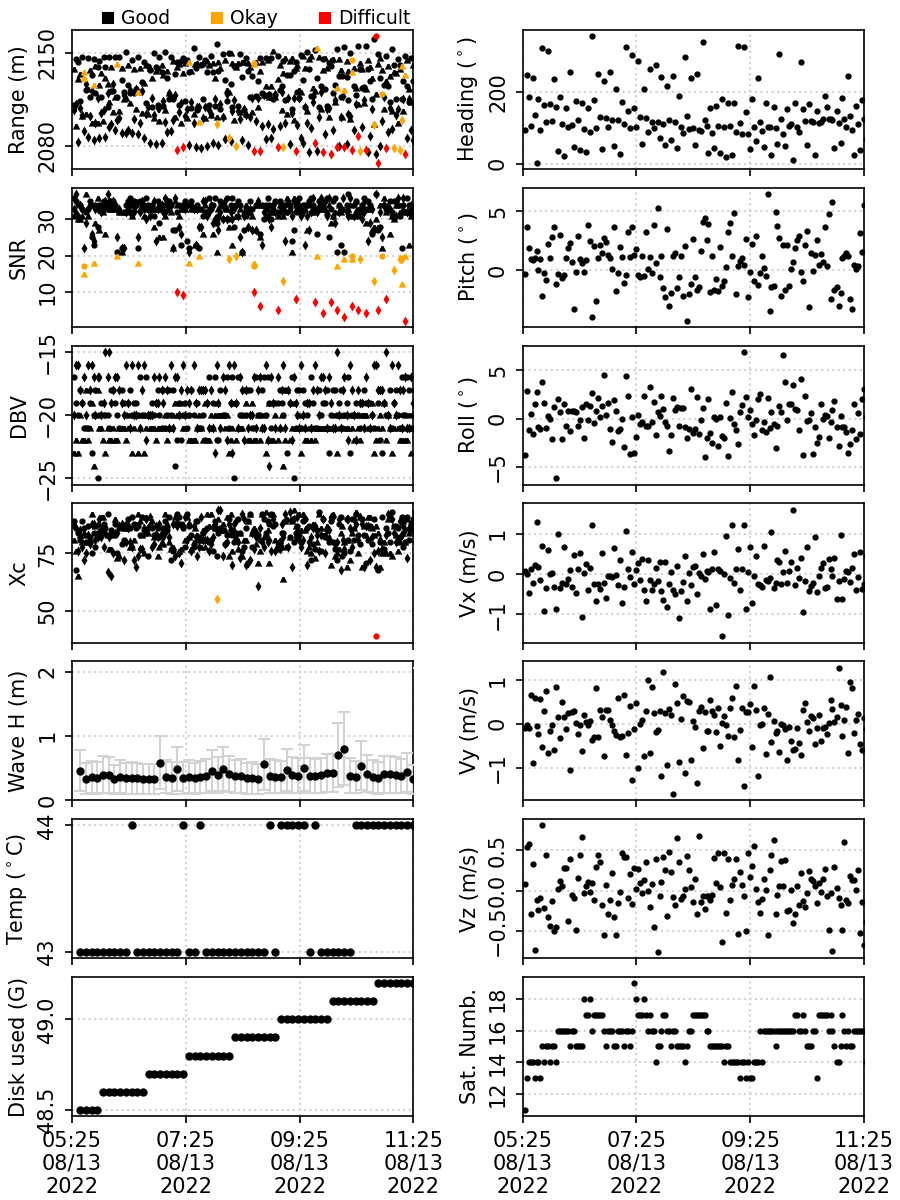 Good Okay Difficult
Range (m)
2150
2080
Heading (°)
200
0
SNR
30
20
10
Pitch (°)
5
0
DBV
−15
−20
−25
Roll (°)
5
0
−5
Xc
75
50
Vx (m/s)
1
0
−1
Wave H (m)
2
1
0
Vy (m/s)
1
0
−1
Temp (°C)
44
43
Vz (m/s)
0.5
0.0
−0.5
Disk used (G)
49.0
48.5
Sat. Numb.
18
16
14
12
05:25 07:25 09:25 11:25 05:25 07:25 09:25 11:25
08/13 08/13 08/13 08/13 08/13 08/13 08/13 08/13
2022 2022 2022 2022 2022 2022 2022 2022